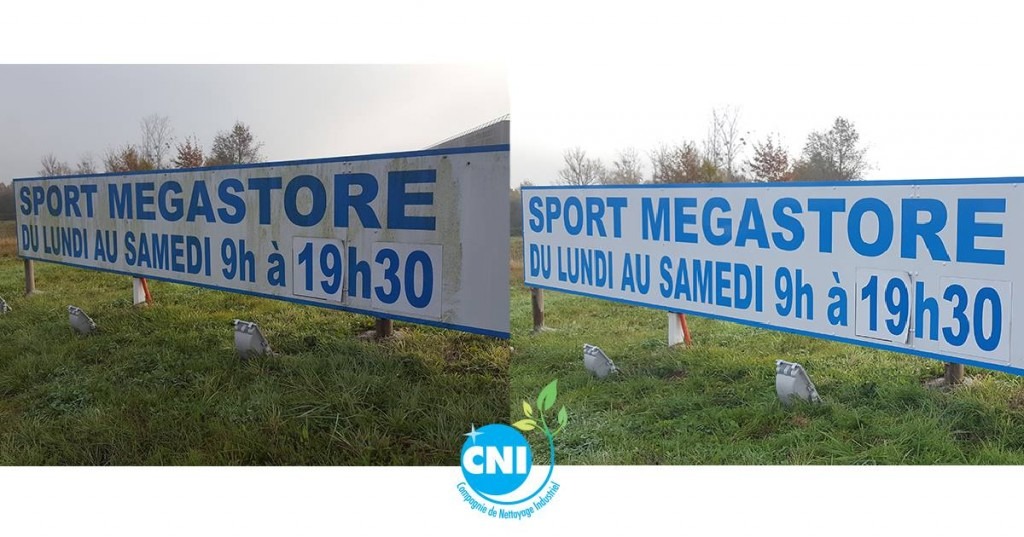 SPORT MEGASTORE
DU LUNDI AU SAMEDI 9h à 19h30
SPORT MEGASTORE
DU LUNDI AU SAMEDI 9h à 19h30
CNI
Compagnie de Nettayage Industriel